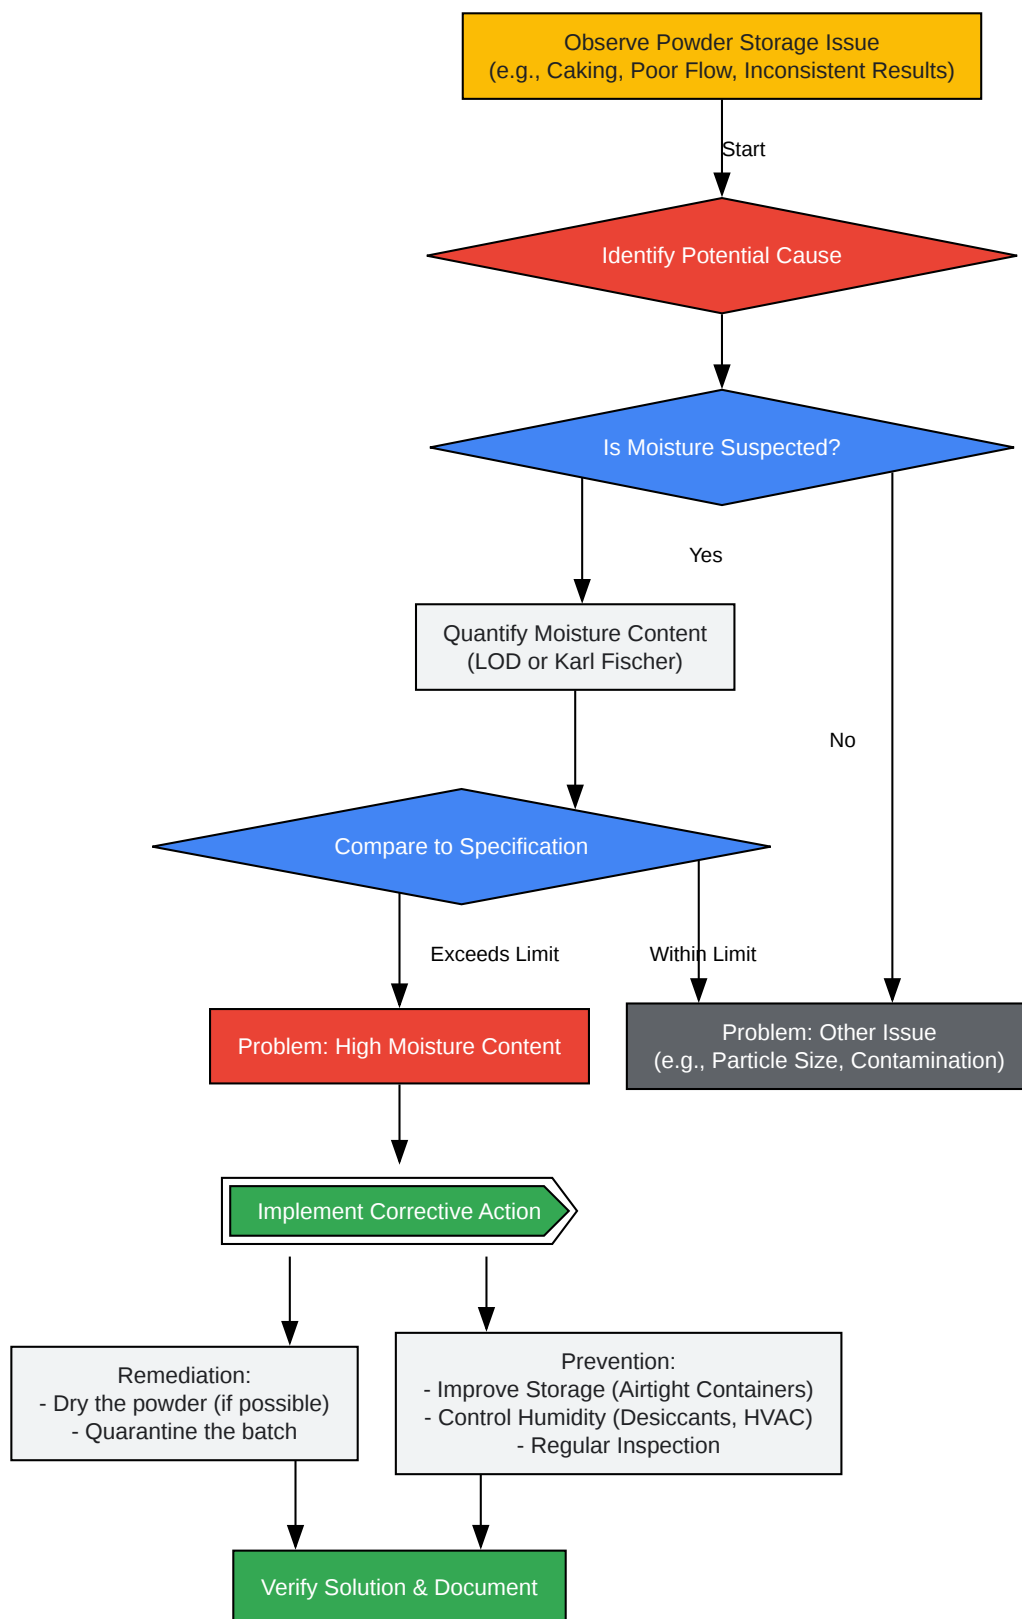 Observe Powder Storage Issue
(e.g., Caking, Poor Flow, Inconsistent Results)
Start
Identify Potential Cause
Is Moisture Suspected?
Yes
Quantify Moisture Content
(LOD or Karl Fischer)
No
Compare to Specification
Exceeds Limit
Within Limit
Problem: High Moisture Content
Problem: Other Issue
(e.g., Particle Size, Contamination)
Implement Corrective Action
Remediation:
- Dry the powder (if possible)
- Quarantine the batch
Prevention:
- Improve Storage (Airtight Containers)
- Control Humidity (Desiccants, HVAC)
- Regular Inspection
Verify Solution & Document